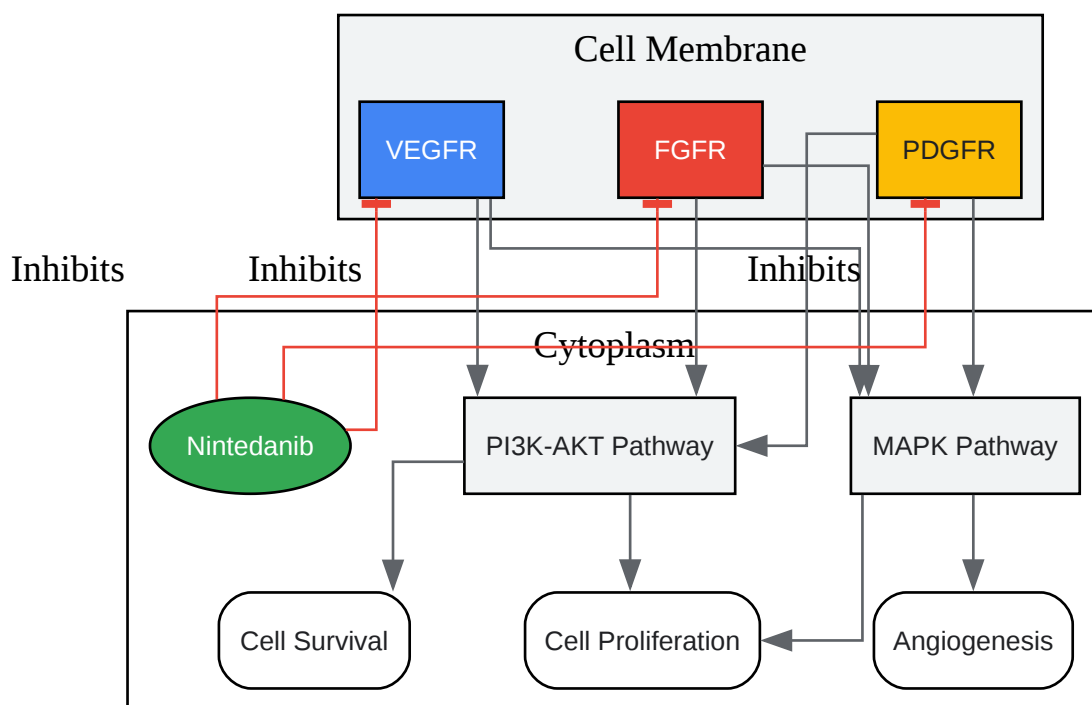 Cell Membrane
VEGFR
FGFR
PDGFR
Inhibits
Inhibits
Inhibits
Cytoplasm
Nintedanib
PI3K-AKT Pathway
MAPK Pathway
Cell Survival
Cell Proliferation
Angiogenesis